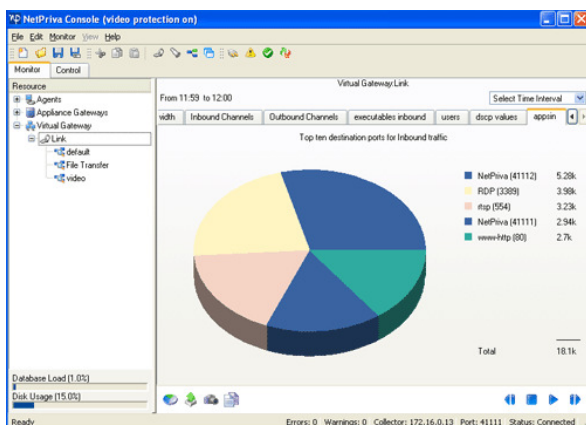 NetPriva Console (video protection on)
File Edit Monitor View Help
Monitor Control
Resource
Agents
Appliance Gateways
Virtual Gateway
Link
default
File Transfer
video
Database Load (1.0%)
Disk Usage (15.0%)
Virtual Gateway:Link
From 11:59 to 12:00
Select Time Interval
width Inbound Channels Outbound Channels executables inbound users dscp values appsin
Top ten destination ports for Inbound traffic
NetPriva (41112) 5.28k
RDP (3389) 3.98k
rtsp (554) 3.23k
NetPriva (41111) 2.94k
www-http (80) 2.7k
Total 18.1k
Ready Errors: 0 Warnings: 0 Collector: 172.16.0.13 Port: 41111 Status: Connected